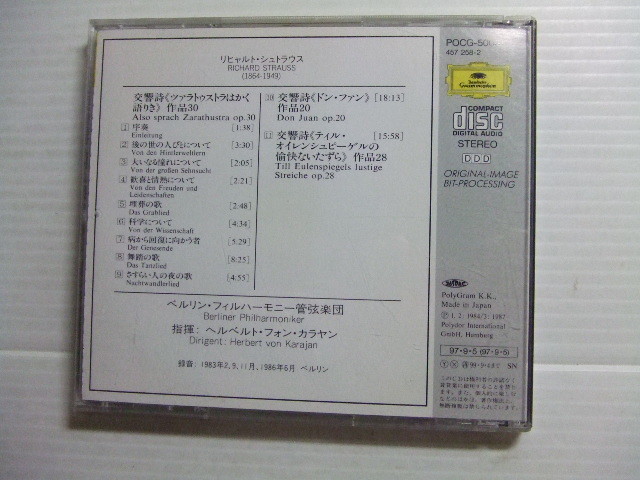 リヒャルト・シュトラウス
RICHARD STRAUSS
(1864-1949)
交響詩《ツァラトゥストラはかく
語りき》作品30
Also sprach Zarathustra op.30
1 序奏 [1:38]
Einleitung
2 後の世の人びとについて [3:30]
Von den Hinterweltlern
3 大いなる憧れについて [2:05]
Von der großen Sehnsucht
4 歓喜と情熱について [2:21]
Von den Freuden und
Leidenschaften
5 埋葬の歌 [2:48]
Das Grablied
6 科学について [4:34]
Von der Wissenschaft
7 病から回復に向かう者 [5:29]
Der Genesende
8 舞踏の歌 [8:25]
Das Tanzlied
9 さすらい人の夜の歌 [4:55]
Nachtwandlerlied
10 交響詩《ドン・ファン》 [18:13]
作品20
Don Juan op.20
11 交響詩《ティル・ [15:58]
オイレンシュピーゲルの
愉快ないたずら》作品28
Till Eulenspiegels lustige
Streiche op.28
ベルリン・フィルハーモニー管弦楽団
Berliner Philharmoniker
指揮：ヘルベルト・フォン・カラヤン
Dirigent: Herbert von Karajan
録音：1983年2,9,11月,1986年6月 ベルリン
POCG-500
457 258-2
Deutsche
Grammophon
COMPACT
disc
DIGITAL AUDIO
STEREO
DDD
ORIGINAL-IMAGE
BIT-PROCESSING
PolyGram K.K.,
Made in Japan
Ⓟ 1, 2. 1984/3: 1987
Polydor International
GmbH, Hamburg
97・9・5 (97・9・5)